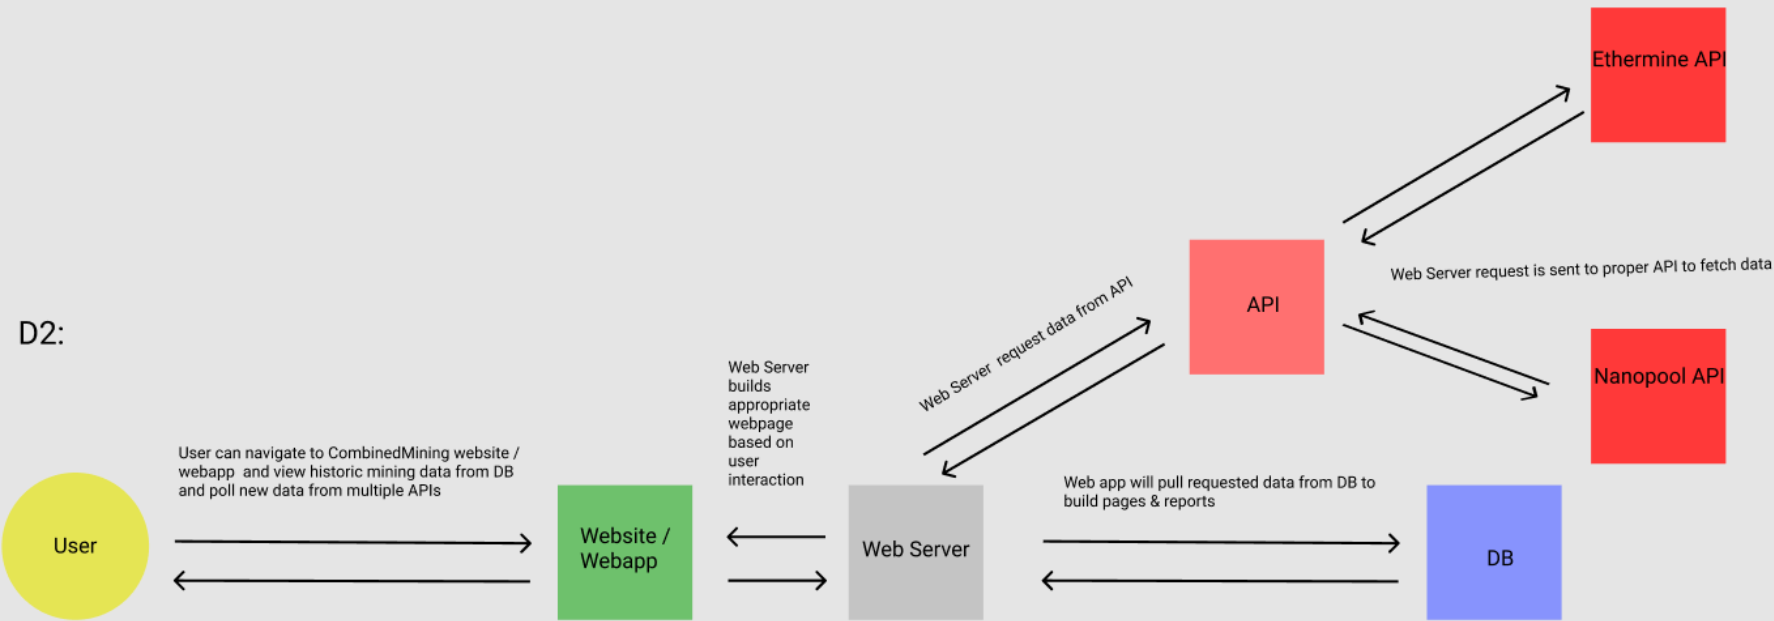 Ethermine API
Web Server request is sent to proper API to fetch data
API
Web Server  request data from API
Nanopool API
D2:
Web Server
builds
appropriate
webpage
based on
user
interaction
User can navigate to CombinedMining website /
webapp  and view historic mining data from DB
and poll new data from multiple APIs
Web app will pull requested data from DB to
build pages & reports
User
Website /
Webapp
Web Server
DB